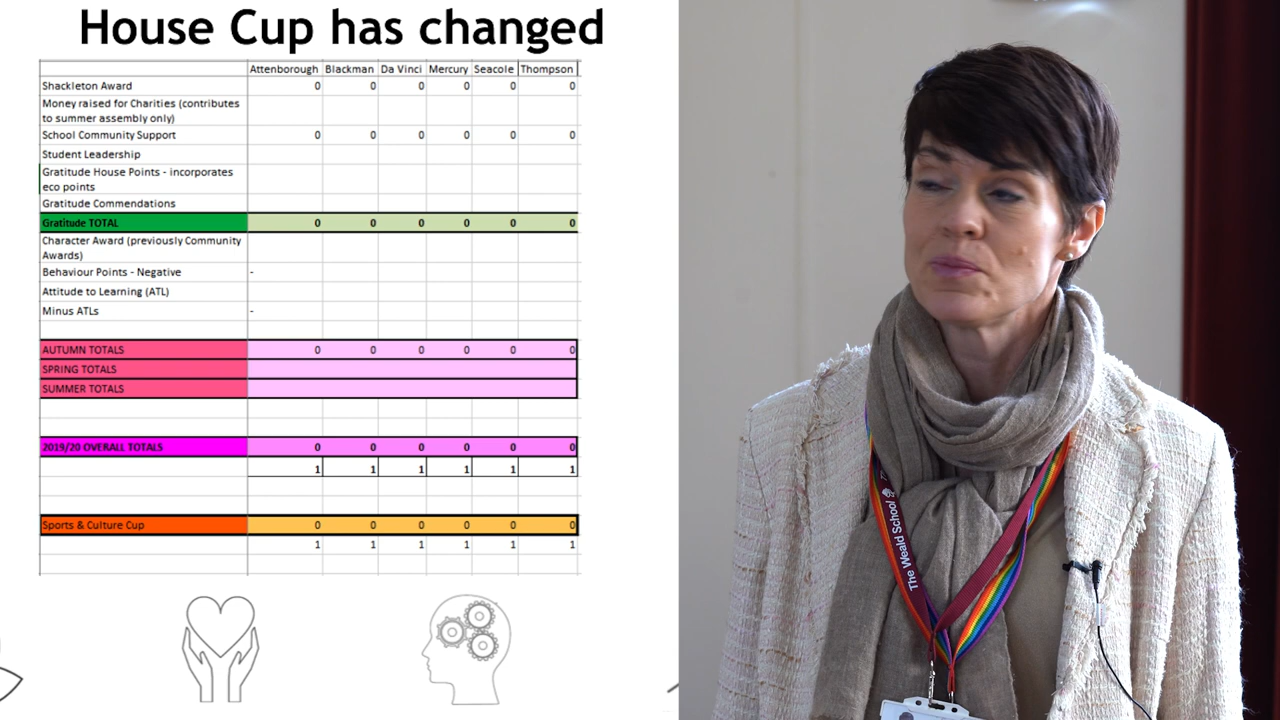 House Cup has changed
Attenborough Blackman Da Vinci Mercury Seacole Thompson
Shackleton Award 0 0 0 0 0 0
Money raised for Charities (contributes
to summer assembly only)
School Community Support 0 0 0 0 0 0
Student Leadership
Gratitude House Points - incorporates
eco points
Gratitude Commendations
Gratitude TOTAL 0 0 0 0 0 0
Character Award (previously Community
Awards)
Behaviour Points - Negative -
Attitude to Learning (ATL)
Minus ATLs -
AUTUMN TOTALS 0 0 0 0 0 0
SPRING TOTALS
SUMMER TOTALS
2019/20 OVERALL TOTALS 0 0 0 0 0 0
1 1 1 1 1 1
Sports & Culture Cup 0 0 0 0 0 0
1 1 1 1 1 1
The Weald School